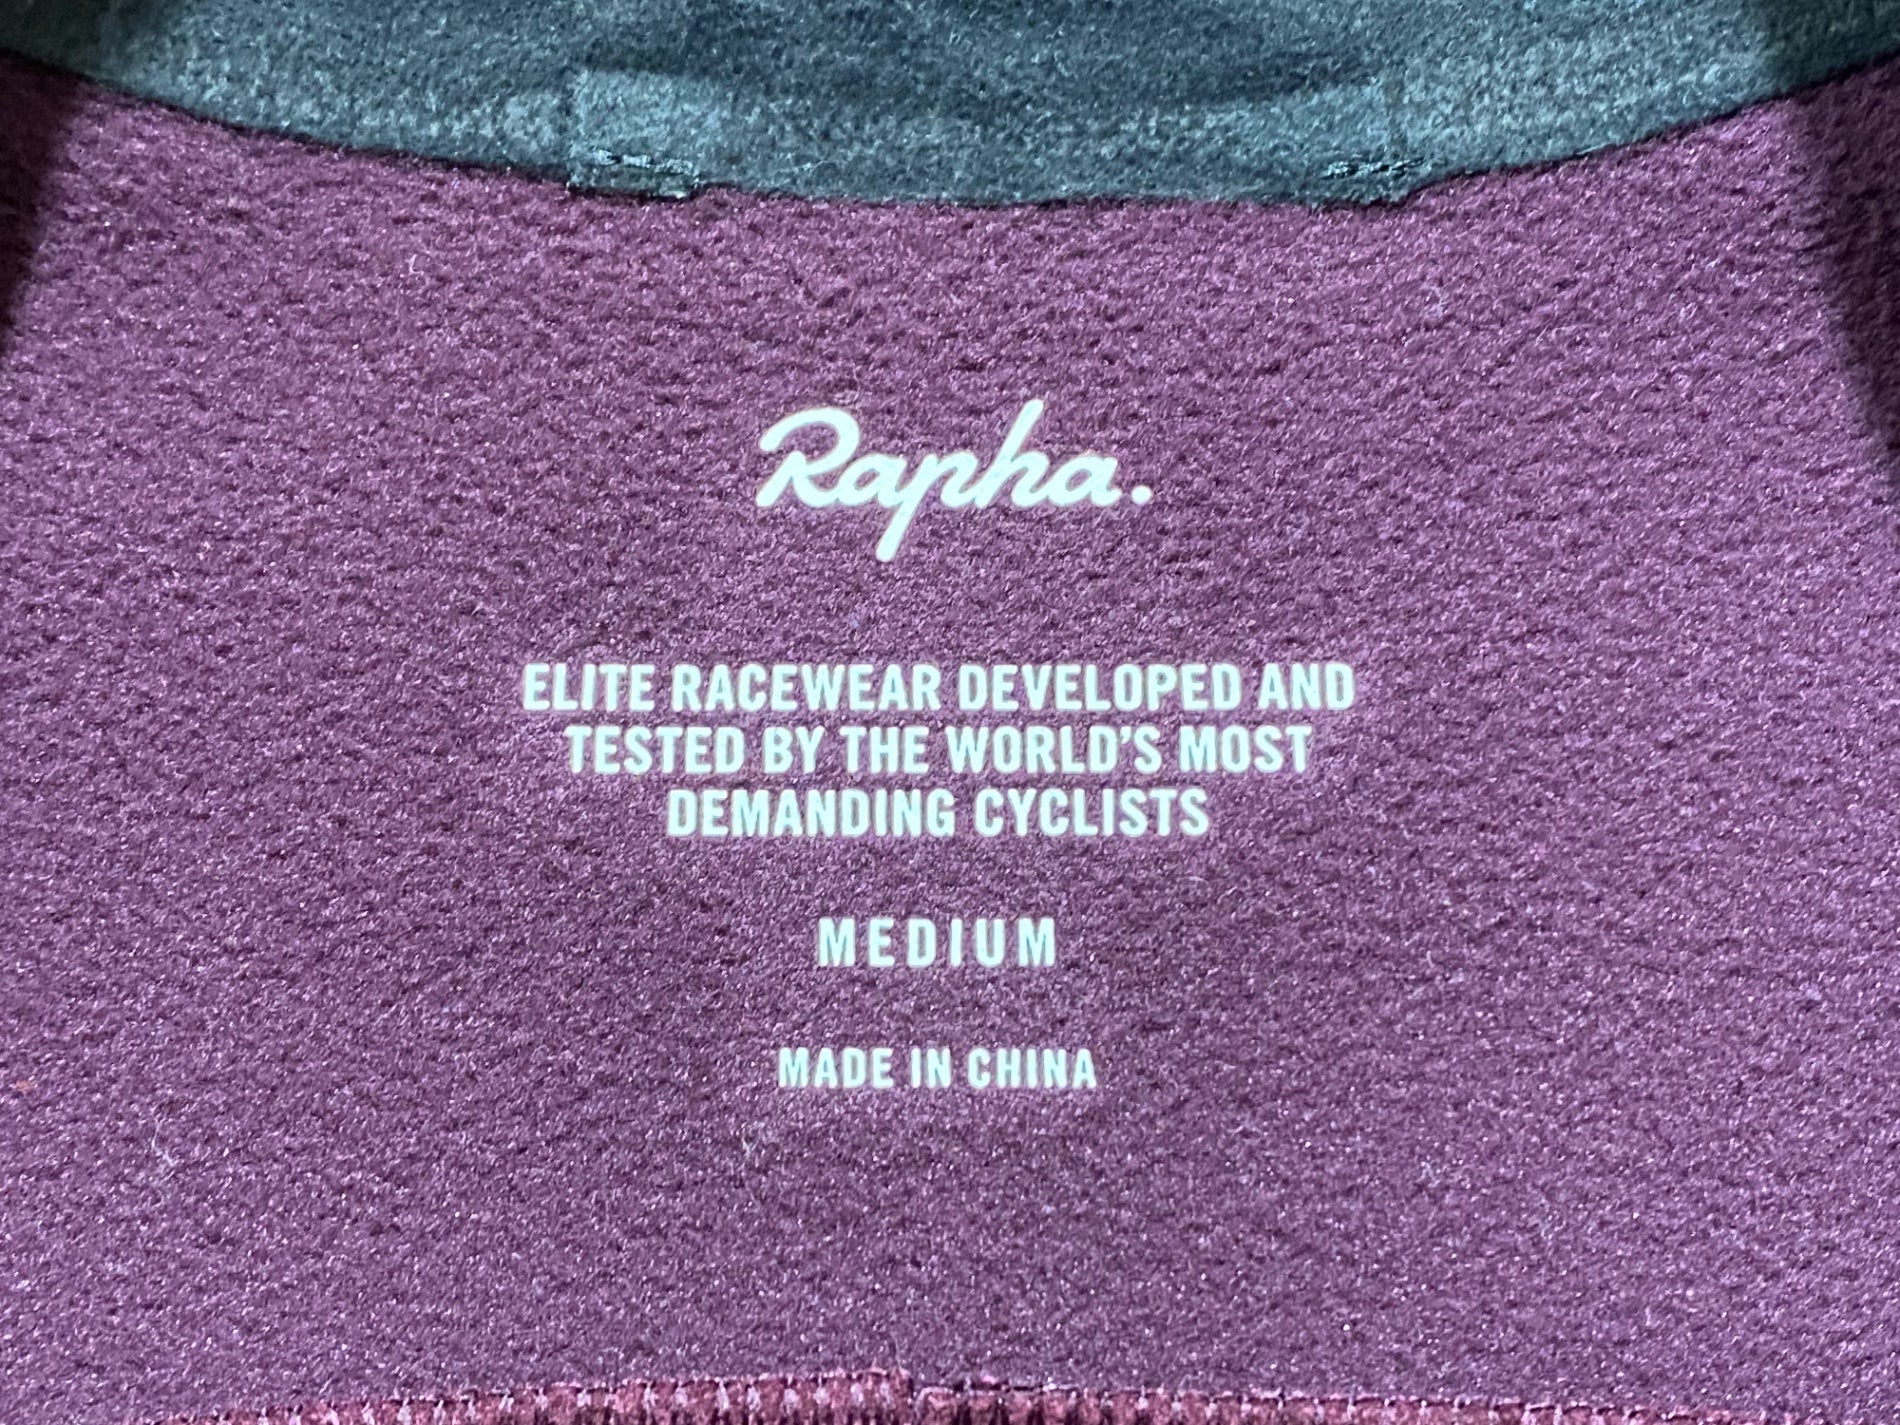 Rapha.
ELITE RACEWEAR DEVELOPED AND
TESTED BY THE WORLD'S MOST
DEMANDING CYCLISTS
MEDIUM
MADE IN CHINA